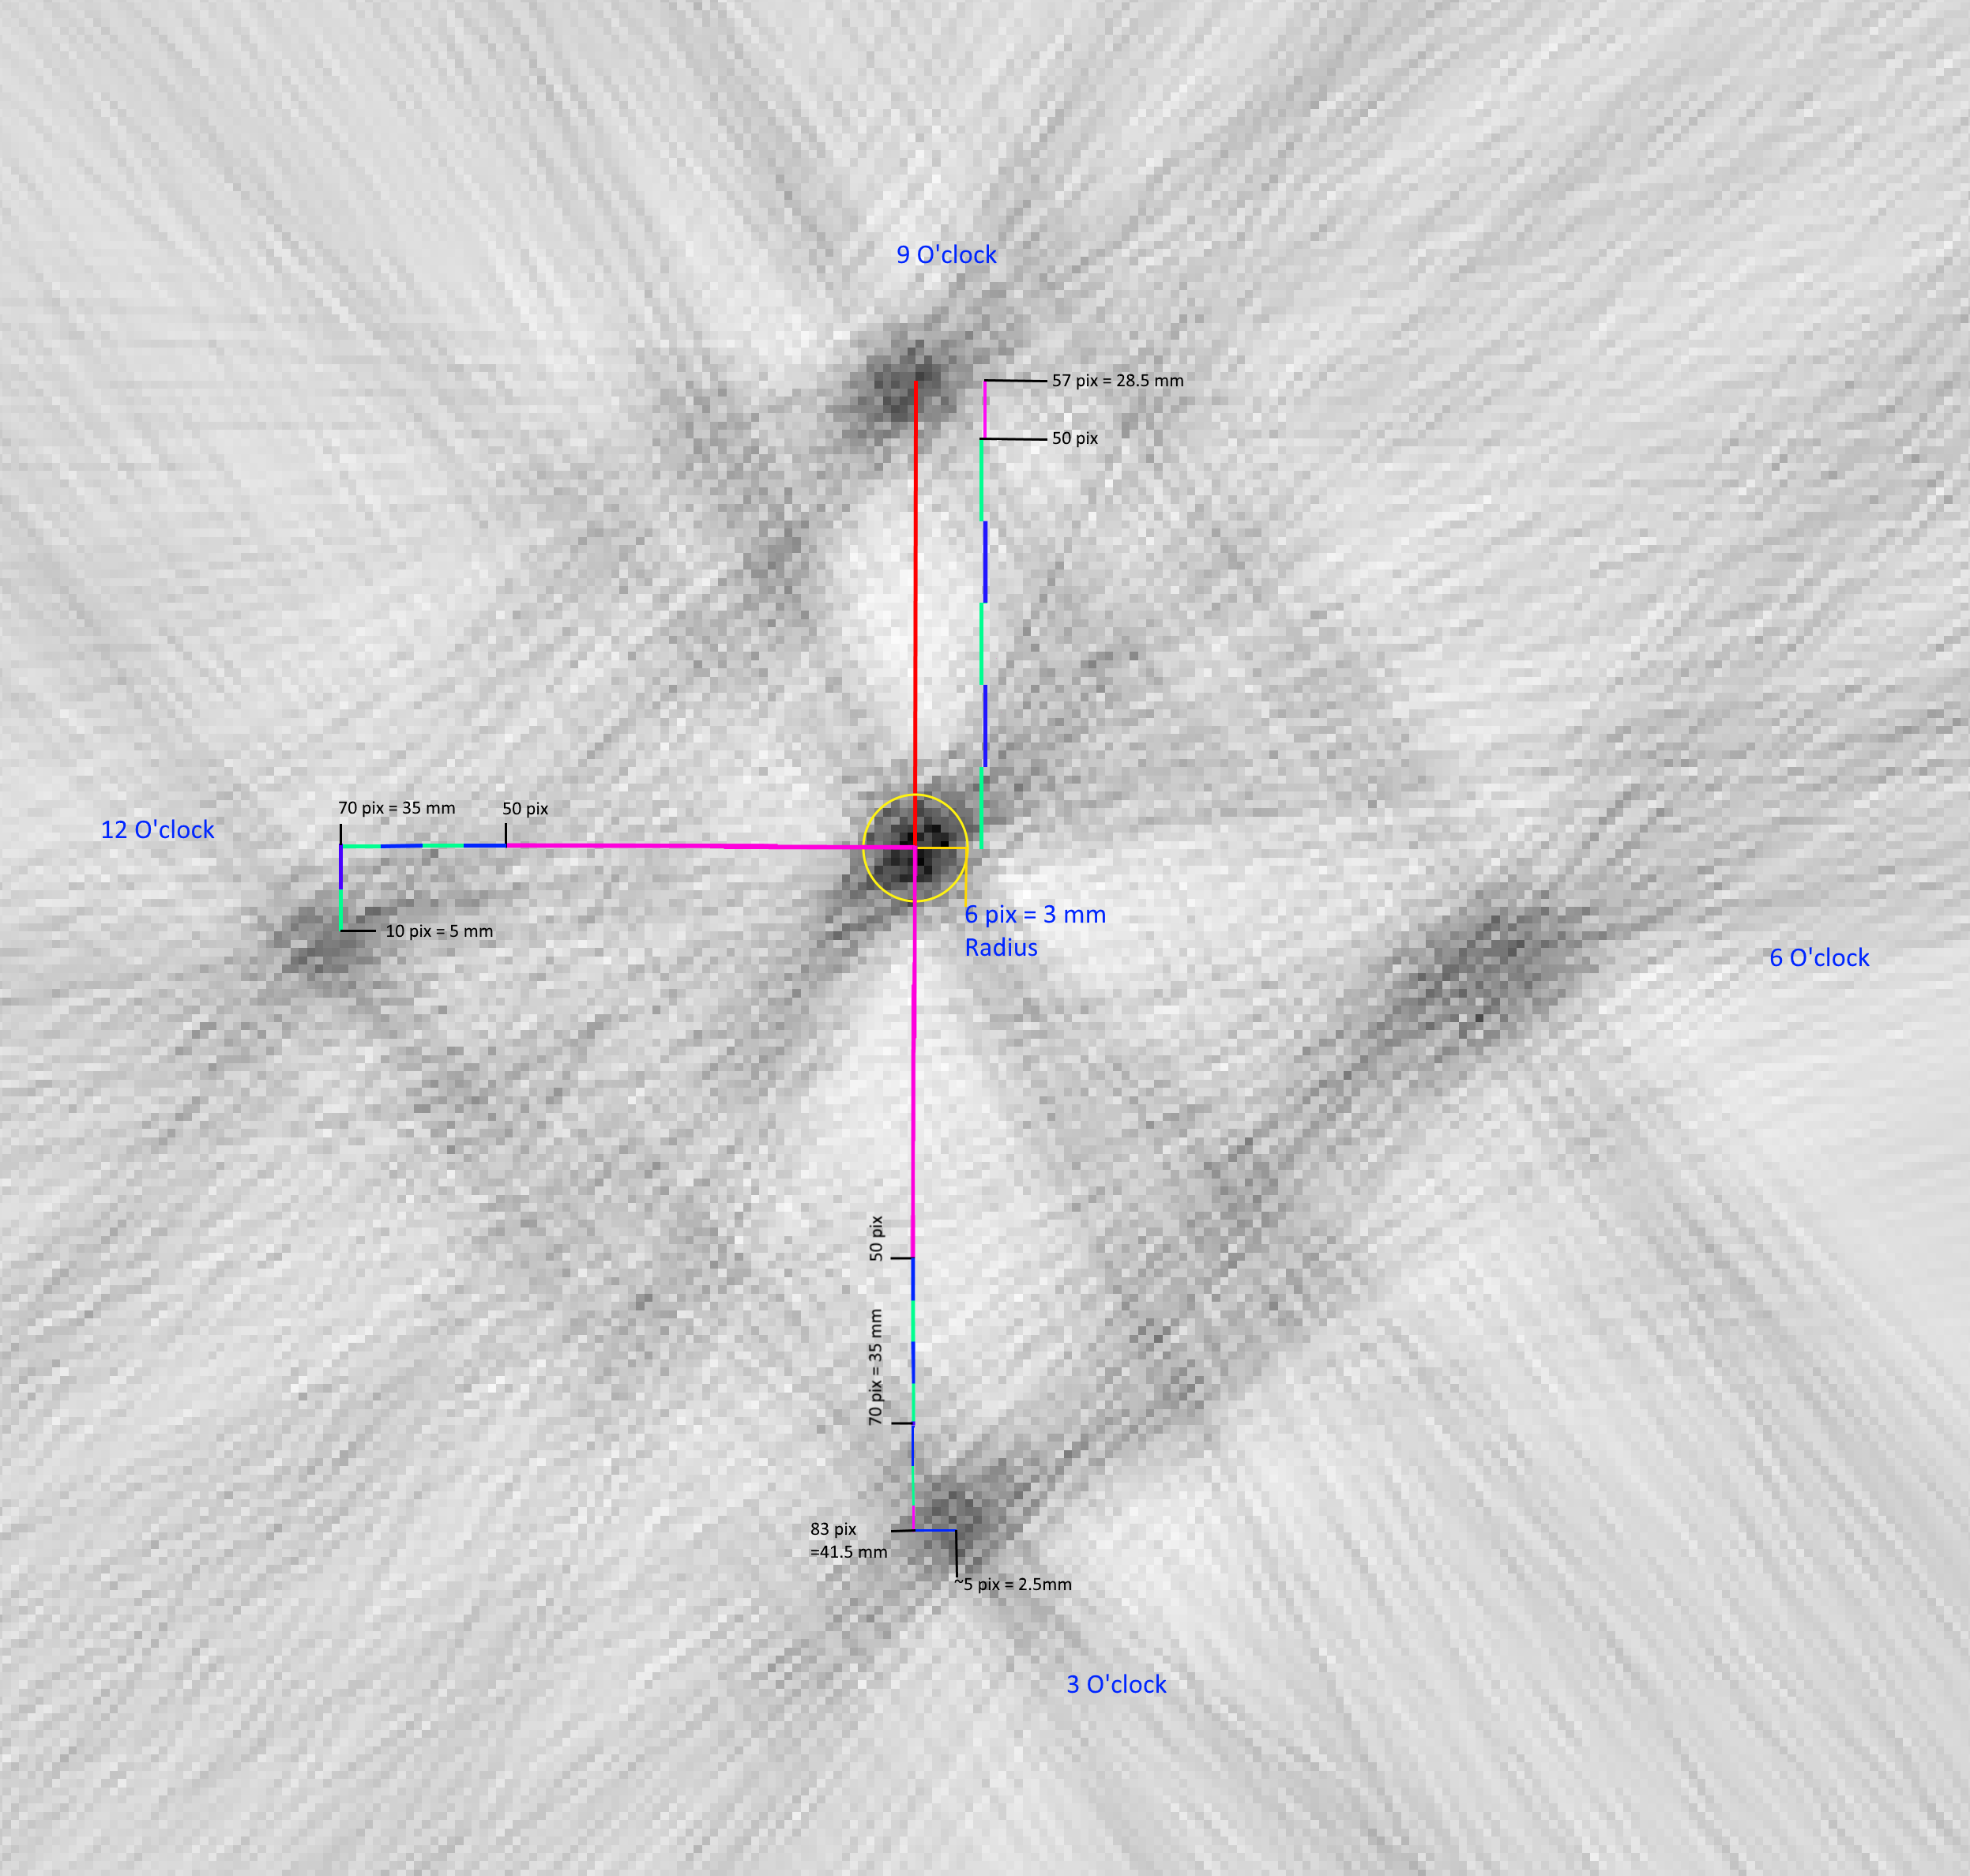 9 O'clock
57 pix = 28.5 mm
50 pix
70 pix = 35 mm
50 pix
12 O'clock
10 pix = 5 mm
6 pix = 3 mm
Radius
6 O'clock
50 pix
70 pix = 35 mm
83 pix
=41.5 mm
~5 pix = 2.5mm
3 O'clock